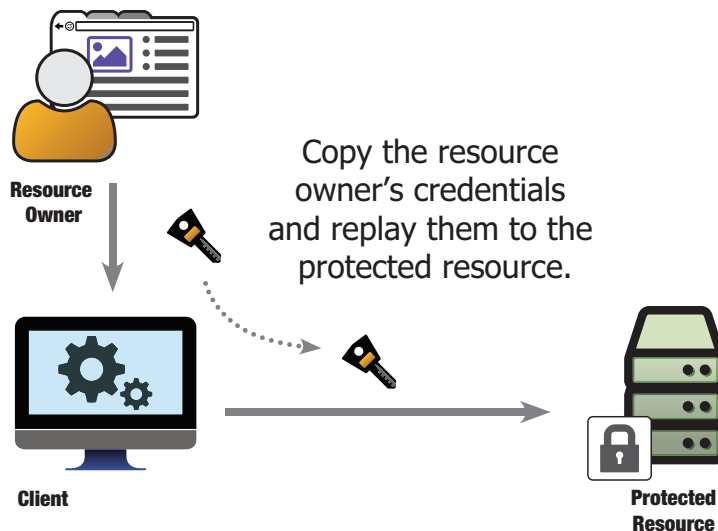 Copy the resource
owner's credentials
and replay them to the
protected resource.
Resource
Owner
Client
Protected
Resource